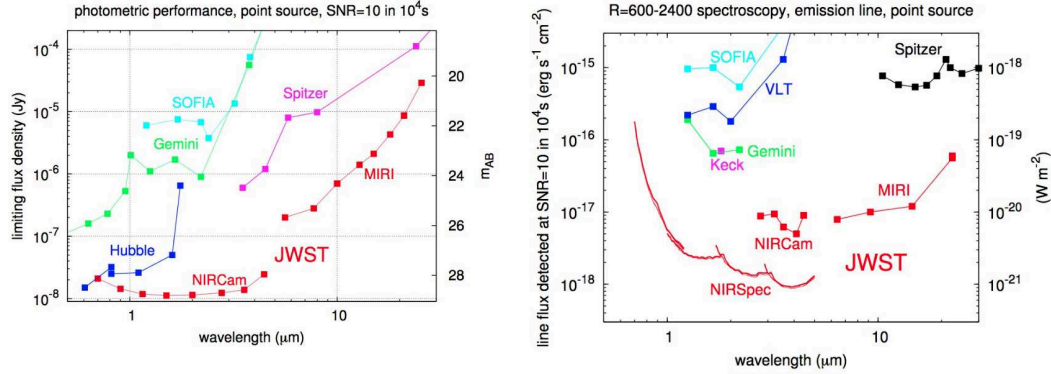 photometric performance, point source, SNR=10 in 10⁴s
limiting flux density (Jy)
10⁻⁴
10⁻⁵
10⁻⁶
10⁻⁷
10⁻⁸
SOFIA
Gemini
Hubble
Spitzer
MIRI
JWST
NIRCam
20
22
24
26
28
mAB
1
10
wavelength (μm)
R=600-2400 spectroscopy, emission line, point source
line flux detected at SNR=10 in 10⁴s (erg s⁻¹ cm⁻²)
10⁻¹⁵
10⁻¹⁶
10⁻¹⁷
10⁻¹⁸
SOFIA
VLT
Gemini
Keck
Spitzer
MIRI
NIRCam
JWST
NIRSpec
10⁻¹⁸
10⁻¹⁹
10⁻²⁰
10⁻²¹
(W m⁻²)
1
10
wavelength (μm)